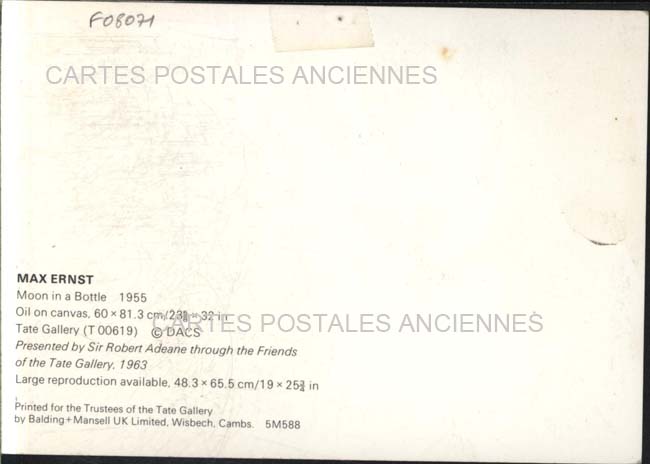 F08071
CARTES POSTALES ANCIENNES
MAX ERNST
Moon in a Bottle 1955
Oil on canvas, 60 × 81.3 cm/23⅝ × 32 in
CARTES POSTALES ANCIENNES
Tate Gallery (T 00619) © DACS
Presented by Sir Robert Adeane through the Friends
of the Tate Gallery, 1963
Large reproduction available, 48.3 × 65.5 cm/19 × 25¾ in
Printed for the Trustees of the Tate Gallery
by Balding+Mansell UK Limited, Wisbech, Cambs. 5M588